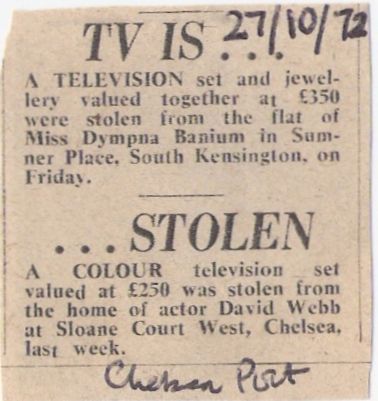 27/10/72
TV IS . . .
A TELEVISION set and jewel-
lery valued together at £350
were stolen from the flat of
Miss Dympna Banium in Sum-
ner Place, South Kensington, on
Friday.
. . . STOLEN
A COLOUR television set
valued at £250 was stolen from
the home of actor David Webb
at Sloane Court West, Chelsea,
last week.
Chelsea Post